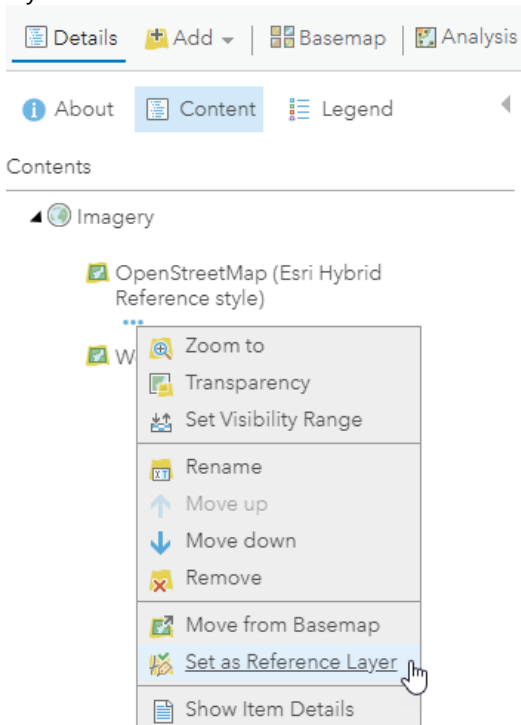 Details Add Basemap Analysis
About Content Legend
Contents
Imagery
OpenStreetMap (Esri Hybrid
Reference style)
Zoom to
Transparency
Set Visibility Range
Rename
Move up
Move down
Remove
Move from Basemap
Set as Reference Layer
Show Item Details